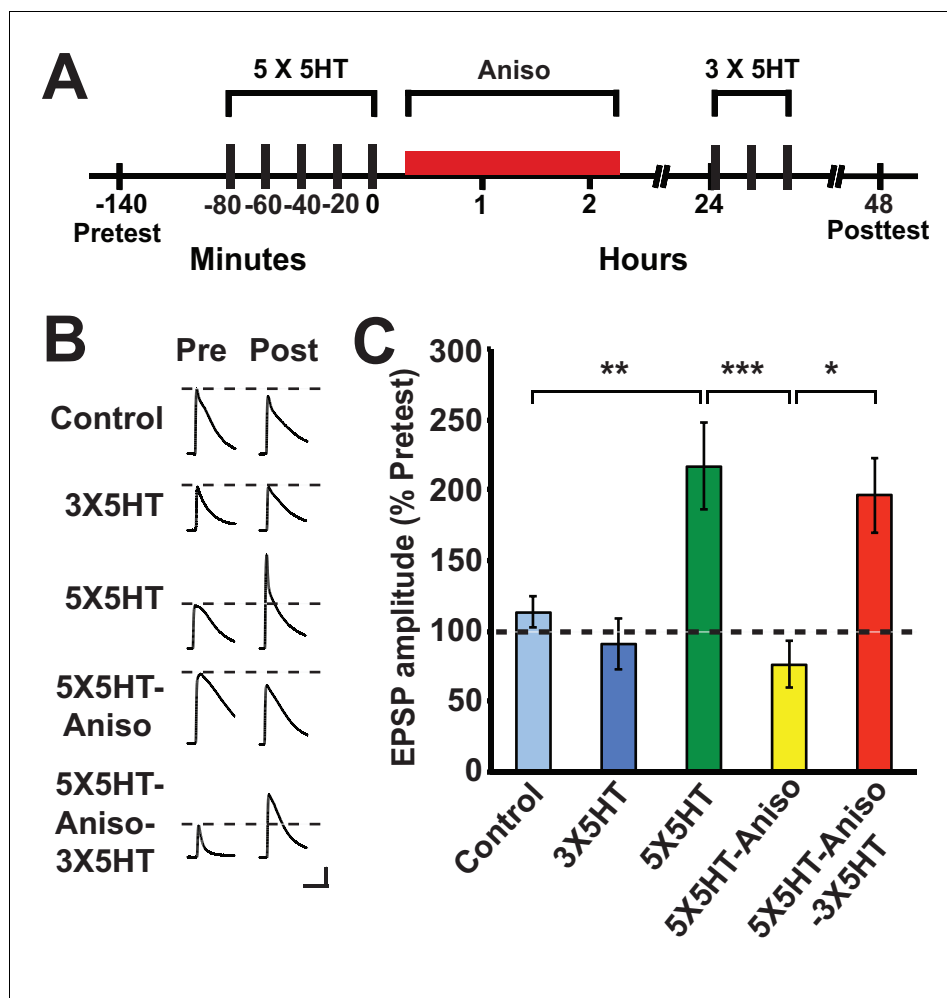 A
5 X 5HT
Aniso
3 X 5HT
-140
-80
-60
-40
-20
0
1
2
24
48
Pretest
Posttest
Minutes
Hours
B
Pre Post
Control
3X5HT
5X5HT
5X5HT-
Aniso
5X5HT-
Aniso-
3X5HT
C
EPSP amplitude (% Pretest)
300
250
200
150
100
50
0
**
***
*
Control
3X5HT
5X5HT
5X5HT-Aniso
5X5HT-Aniso
-3X5HT